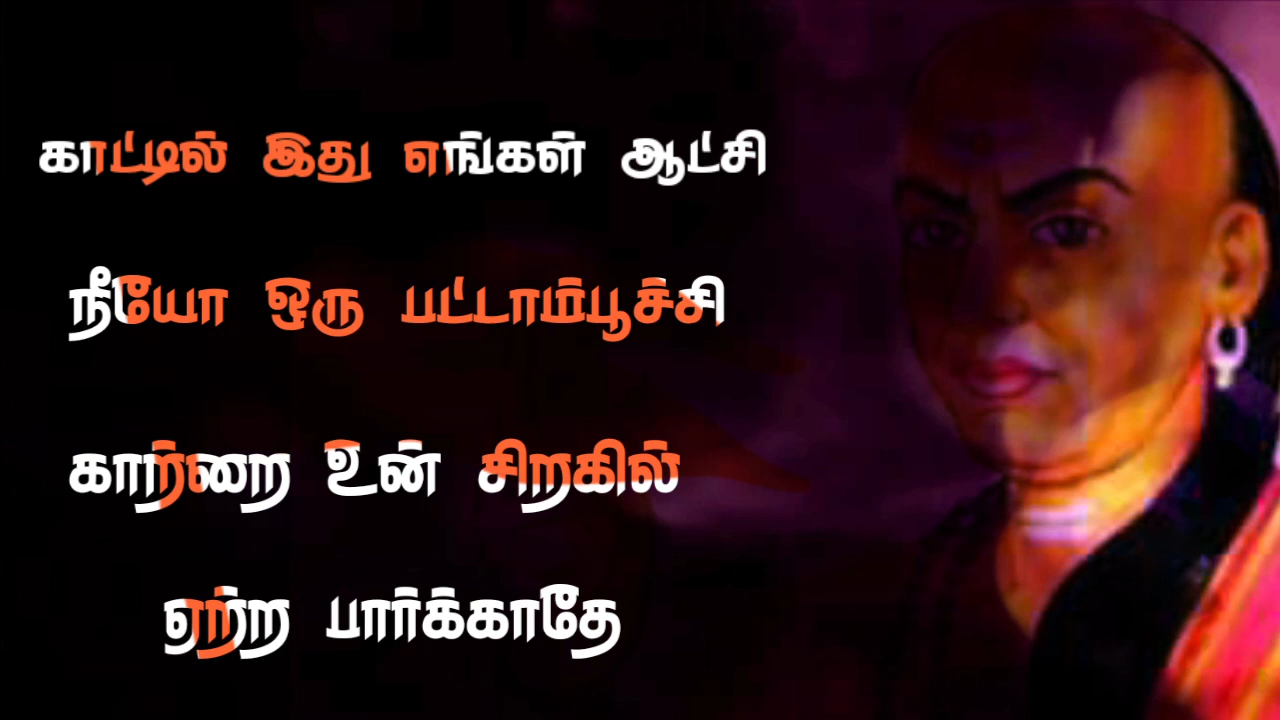 காட்டில் இது எங்கள் ஆட்சி
நீயோ ஒரு பட்டாம்பூச்சி
காற்றை உன் சிறகில்
ஏற்ற பார்க்காதே